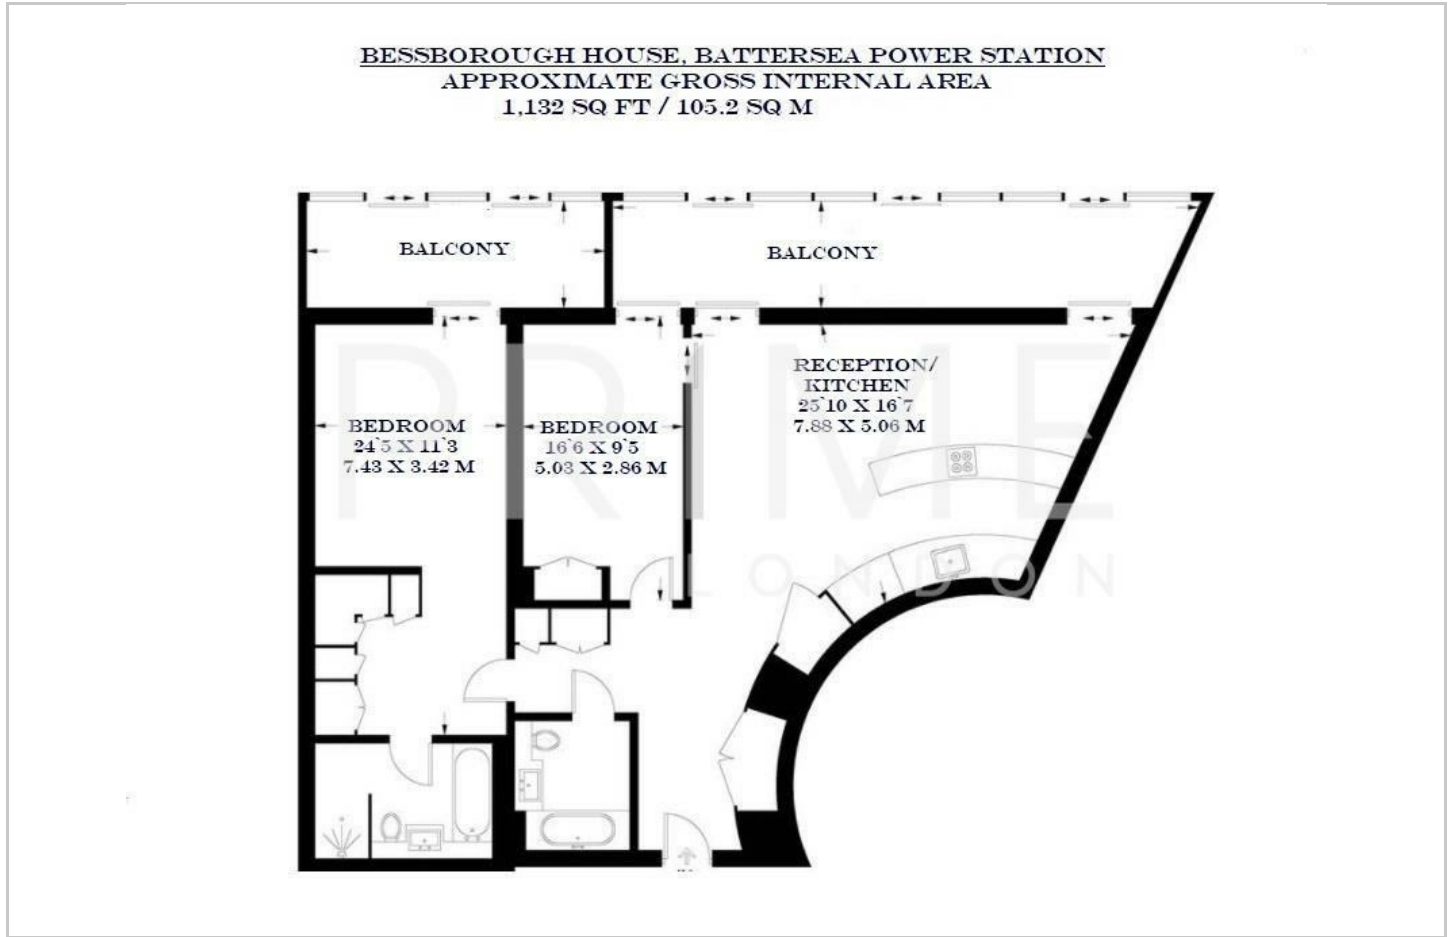 BESSBOROUGH HOUSE, BATTERSEA POWER STATION
APPROXIMATE GROSS INTERNAL AREA
1,132 SQ FT / 105.2 SQ M
BALCONY
BALCONY
RECEPTION/
KITCHEN
25`10 X 16`7
7.88 X 5.06 M
BEDROOM
24`5 X 11`3
7.43 X 3.42 M
BEDROOM
16`6 X 9`5
5.03 X 2.86 M
PRIME
LONDON